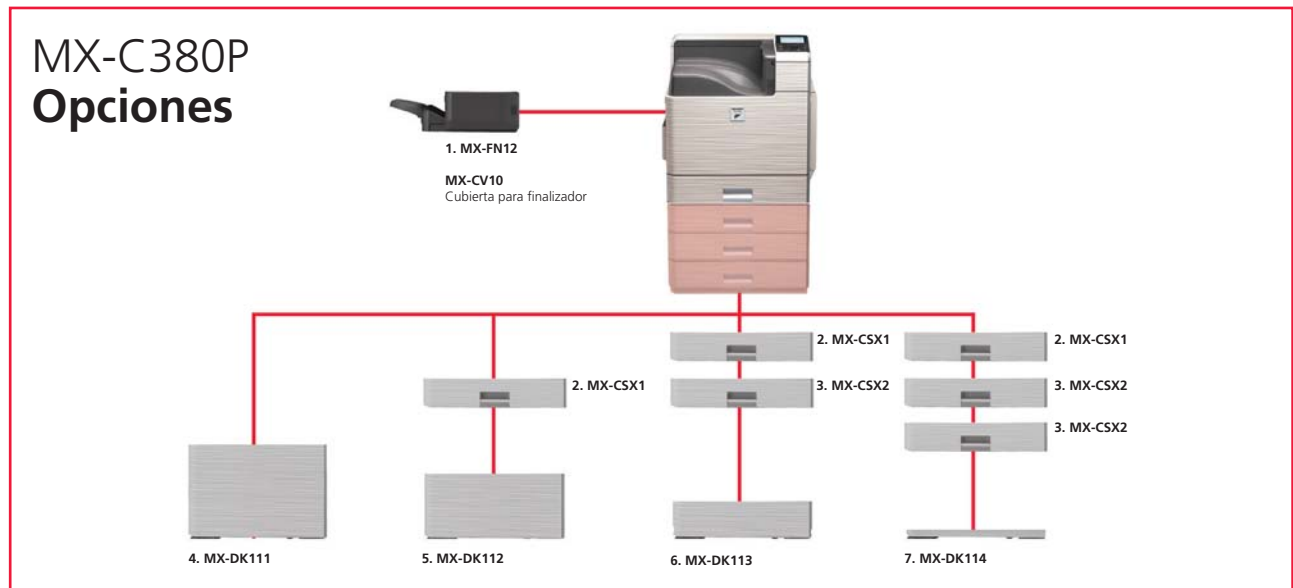 MX-C380P
Opciones
1. MX-FN12
MX-CV10
Cubierta para finalizador
2. MX-CSX1
2. MX-CSX1
2. MX-CSX1
3. MX-CSX2
3. MX-CSX2
3. MX-CSX2
4. MX-DK111
5. MX-DK112
6. MX-DK113
7. MX-DK114